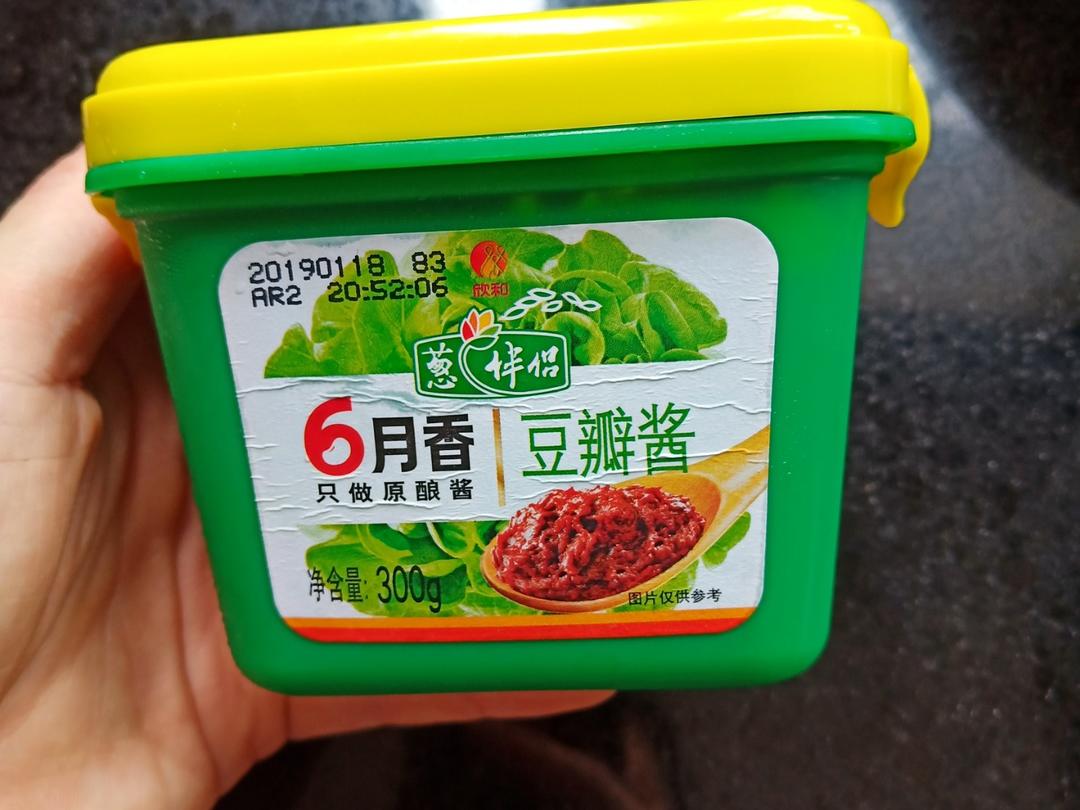 20190118 83
AR2 20:52:06
欣和
葱伴侣
6月香
豆瓣酱
只做原酿酱
净含量: 300g
图片仅供参考